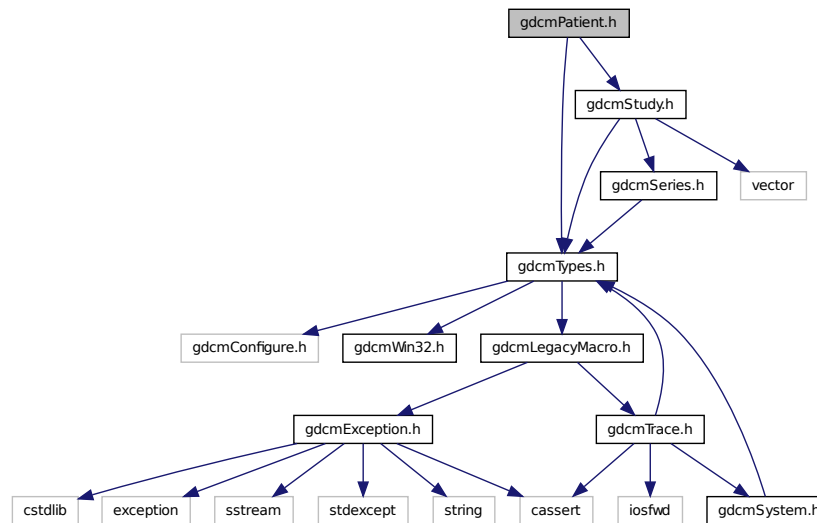 gdcmPatient.h
gdcmStudy.h
gdcmSeries.h
vector
gdcmTypes.h
gdcmConfigure.h
gdcmWin32.h
gdcmLegacyMacro.h
gdcmException.h
gdcmTrace.h
cstdlib
exception
sstream
stdexcept
string
cassert
iosfwd
gdcmSystem.h